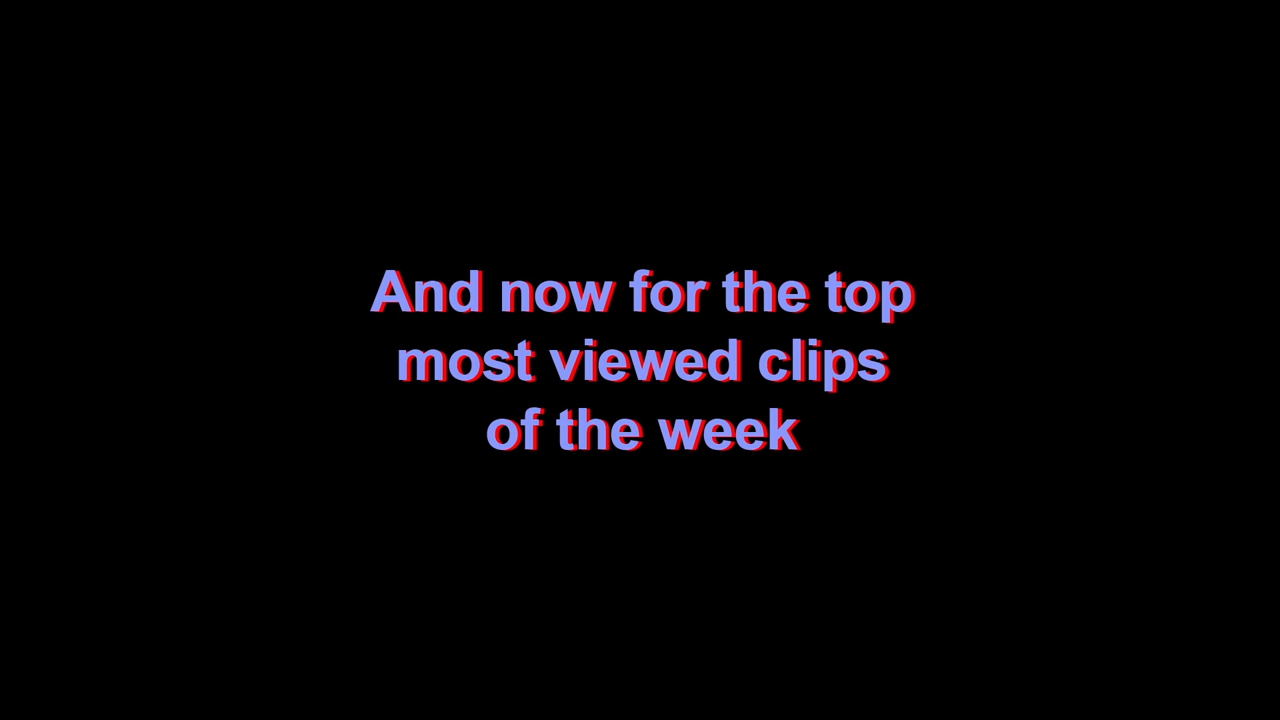 And now for the top
most viewed clips
of the week